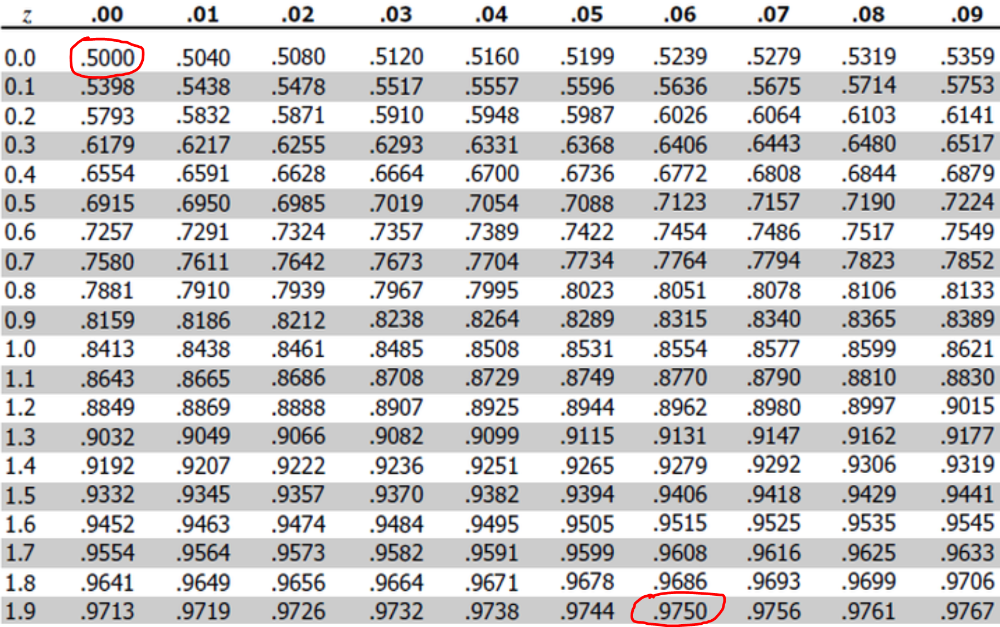 z .00 .01 .02 .03 .04 .05 .06 .07 .08 .09
0.0 .5000 .5040 .5080 .5120 .5160 .5199 .5239 .5279 .5319 .5359
0.1 .5398 .5438 .5478 .5517 .5557 .5596 .5636 .5675 .5714 .5753
0.2 .5793 .5832 .5871 .5910 .5948 .5987 .6026 .6064 .6103 .6141
0.3 .6179 .6217 .6255 .6293 .6331 .6368 .6406 .6443 .6480 .6517
0.4 .6554 .6591 .6628 .6664 .6700 .6736 .6772 .6808 .6844 .6879
0.5 .6915 .6950 .6985 .7019 .7054 .7088 .7123 .7157 .7190 .7224
0.6 .7257 .7291 .7324 .7357 .7389 .7422 .7454 .7486 .7517 .7549
0.7 .7580 .7611 .7642 .7673 .7704 .7734 .7764 .7794 .7823 .7852
0.8 .7881 .7910 .7939 .7967 .7995 .8023 .8051 .8078 .8106 .8133
0.9 .8159 .8186 .8212 .8238 .8264 .8289 .8315 .8340 .8365 .8389
1.0 .8413 .8438 .8461 .8485 .8508 .8531 .8554 .8577 .8599 .8621
1.1 .8643 .8665 .8686 .8708 .8729 .8749 .8770 .8790 .8810 .8830
1.2 .8849 .8869 .8888 .8907 .8925 .8944 .8962 .8980 .8997 .9015
1.3 .9032 .9049 .9066 .9082 .9099 .9115 .9131 .9147 .9162 .9177
1.4 .9192 .9207 .9222 .9236 .9251 .9265 .9279 .9292 .9306 .9319
1.5 .9332 .9345 .9357 .9370 .9382 .9394 .9406 .9418 .9429 .9441
1.6 .9452 .9463 .9474 .9484 .9495 .9505 .9515 .9525 .9535 .9545
1.7 .9554 .9564 .9573 .9582 .9591 .9599 .9608 .9616 .9625 .9633
1.8 .9641 .9649 .9656 .9664 .9671 .9678 .9686 .9693 .9699 .9706
1.9 .9713 .9719 .9726 .9732 .9738 .9744 .9750 .9756 .9761 .9767